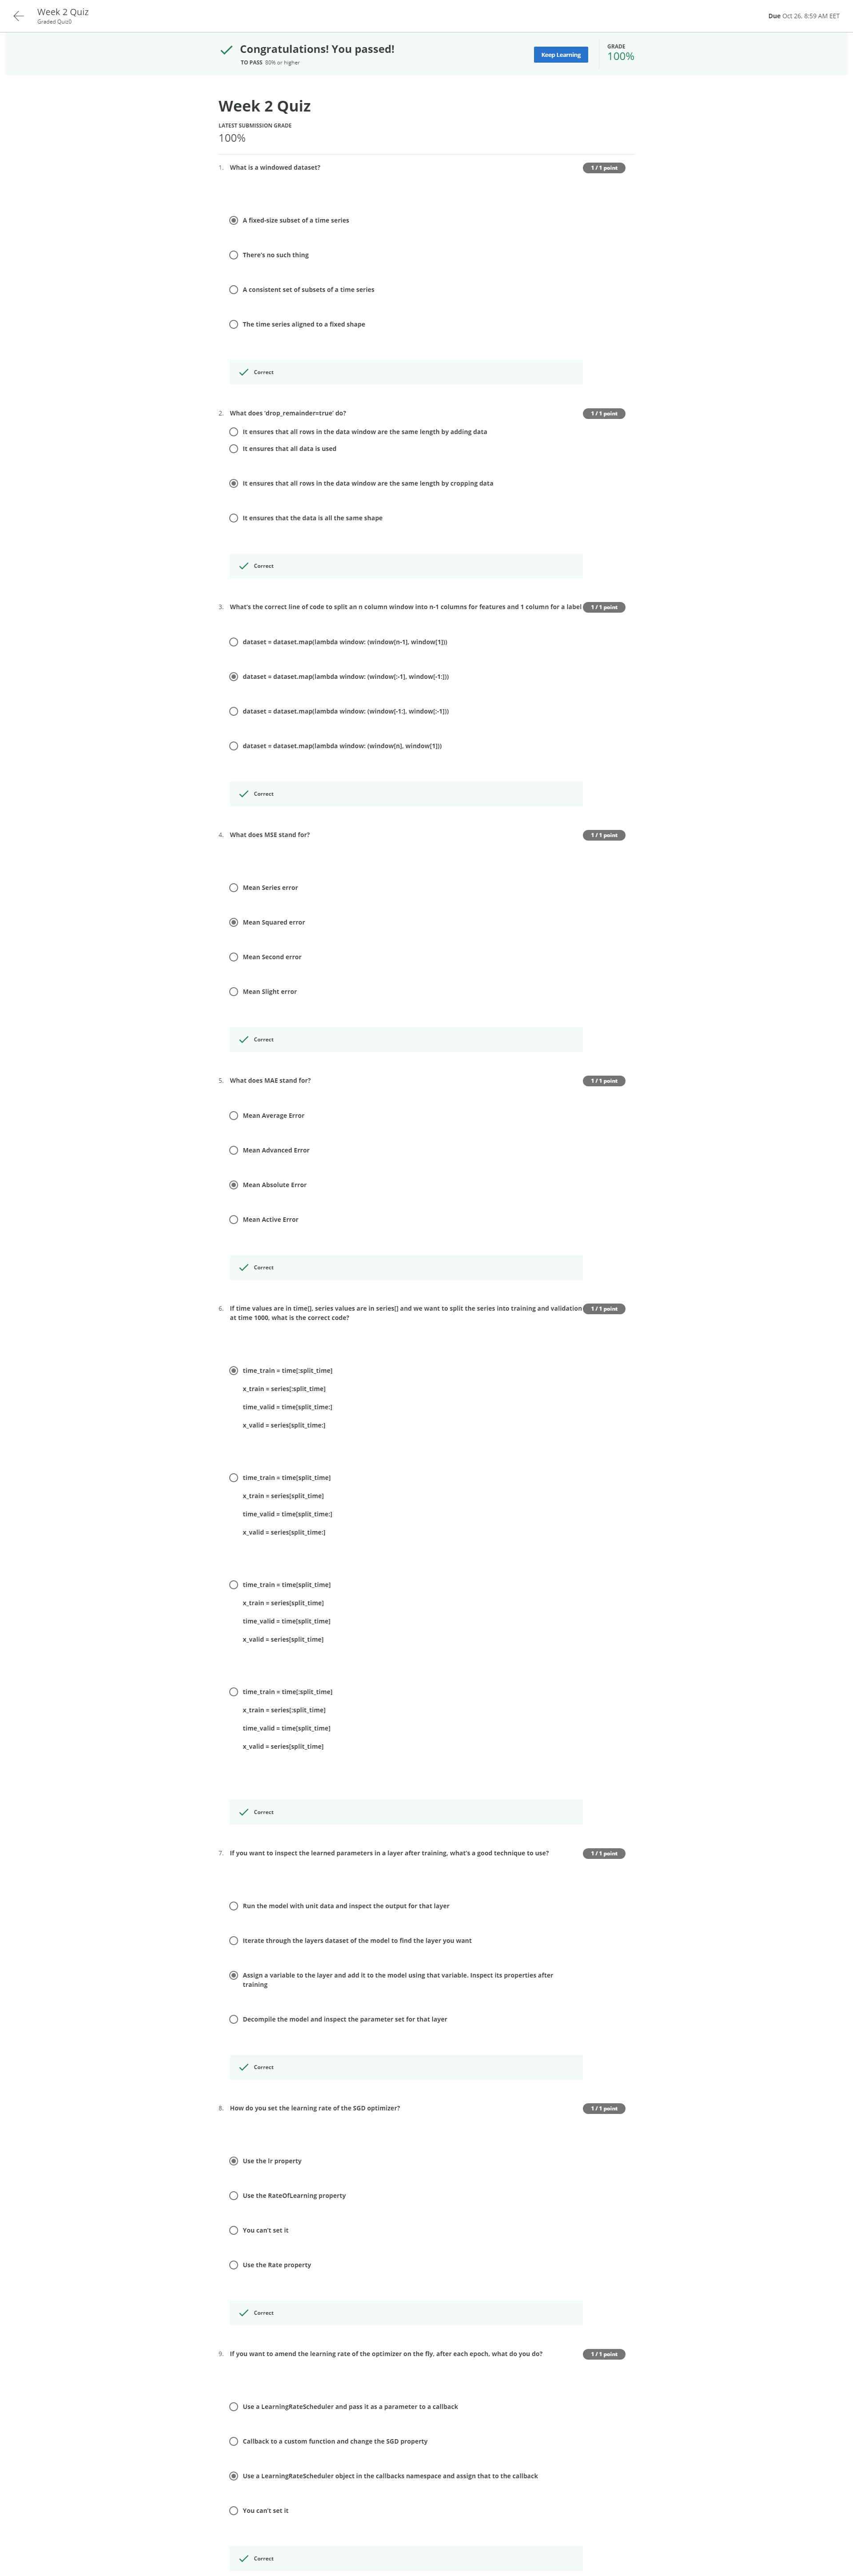 Week 2 Quiz
Graded Quiz0
Due Oct 26, 8:59 AM EET
Congratulations! You passed!
TO PASS 80% or higher
Keep Learning
GRADE
100%
Week 2 Quiz
LATEST SUBMISSION GRADE
100%
1. What is a windowed dataset?
1 / 1 point
A fixed-size subset of a time series
There's no such thing
A consistent set of subsets of a time series
The time series aligned to a fixed shape
Correct
2. What does 'drop_remainder=true' do?
1 / 1 point
It ensures that all rows in the data window are the same length by adding data
It ensures that all data is used
It ensures that all rows in the data window are the same length by cropping data
It ensures that the data is all the same shape
Correct
3. What's the correct line of code to split an n column window into n-1 columns for features and 1 column for a label
1 / 1 point
dataset = dataset.map(lambda window: (window[n-1], window[1]))
dataset = dataset.map(lambda window: (window[:-1], window[-1:]))
dataset = dataset.map(lambda window: (window[-1:], window[:-1]))
dataset = dataset.map(lambda window: (window[n], window[1]))
Correct
4. What does MSE stand for?
1 / 1 point
Mean Series error
Mean Squared error
Mean Second error
Mean Slight error
Correct
5. What does MAE stand for?
1 / 1 point
Mean Average Error
Mean Advanced Error
Mean Absolute Error
Mean Active Error
Correct
6. If time values are in time[], series values are in series[] and we want to split the series into training and validation
1 / 1 point
at time 1000, what is the correct code?
time_train = time[:split_time]
x_train = series[:split_time]
time_valid = time[split_time:]
x_valid = series[split_time:]
time_train = time[split_time]
x_train = series[split_time]
time_valid = time[split_time:]
x_valid = series[split_time:]
time_train = time[split_time]
x_train = series[split_time]
time_valid = time[split_time]
x_valid = series[split_time]
time_train = time[:split_time]
x_train = series[:split_time]
time_valid = time[split_time]
x_valid = series[split_time]
Correct
7. If you want to inspect the learned parameters in a layer after training, what's a good technique to use?
1 / 1 point
Run the model with unit data and inspect the output for that layer
Iterate through the layers dataset of the model to find the layer you want
Assign a variable to the layer and add it to the model using that variable. Inspect its properties after
training
Decompile the model and inspect the parameter set for that layer
Correct
8. How do you set the learning rate of the SGD optimizer?
1 / 1 point
Use the lr property
Use the RateOfLearning property
You can't set it
Use the Rate property
Correct
9. If you want to amend the learning rate of the optimizer on the fly, after each epoch, what do you do?
1 / 1 point
Use a LearningRateScheduler and pass it as a parameter to a callback
Callback to a custom function and change the SGD property
Use a LearningRateScheduler object in the callbacks namespace and assign that to the callback
You can't set it
Correct